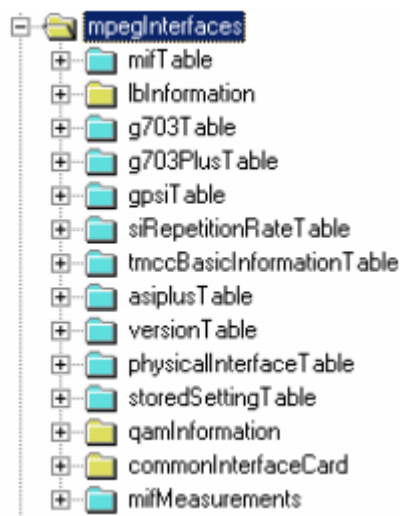 mpegInterfaces
mifTable
lbInformation
g703Table
g703PlusTable
gpsiTable
siRepetitionRateTable
tmccBasicInformationTable
asiplusTable
versionTable
physicalInterfaceTable
storedSettingTable
qamInformation
commonInterfaceCard
mifMeasurements